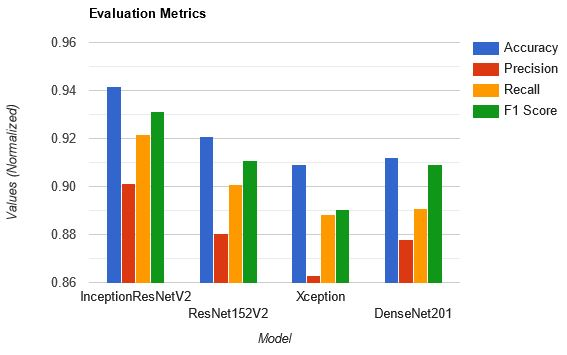 Evaluation Metrics
0.96
0.94
0.92
0.90
0.88
0.86
Values (Normalized)
InceptionResNetV2
ResNet152V2
Xception
DenseNet201
Model
Accuracy
Precision
Recall
F1 Score